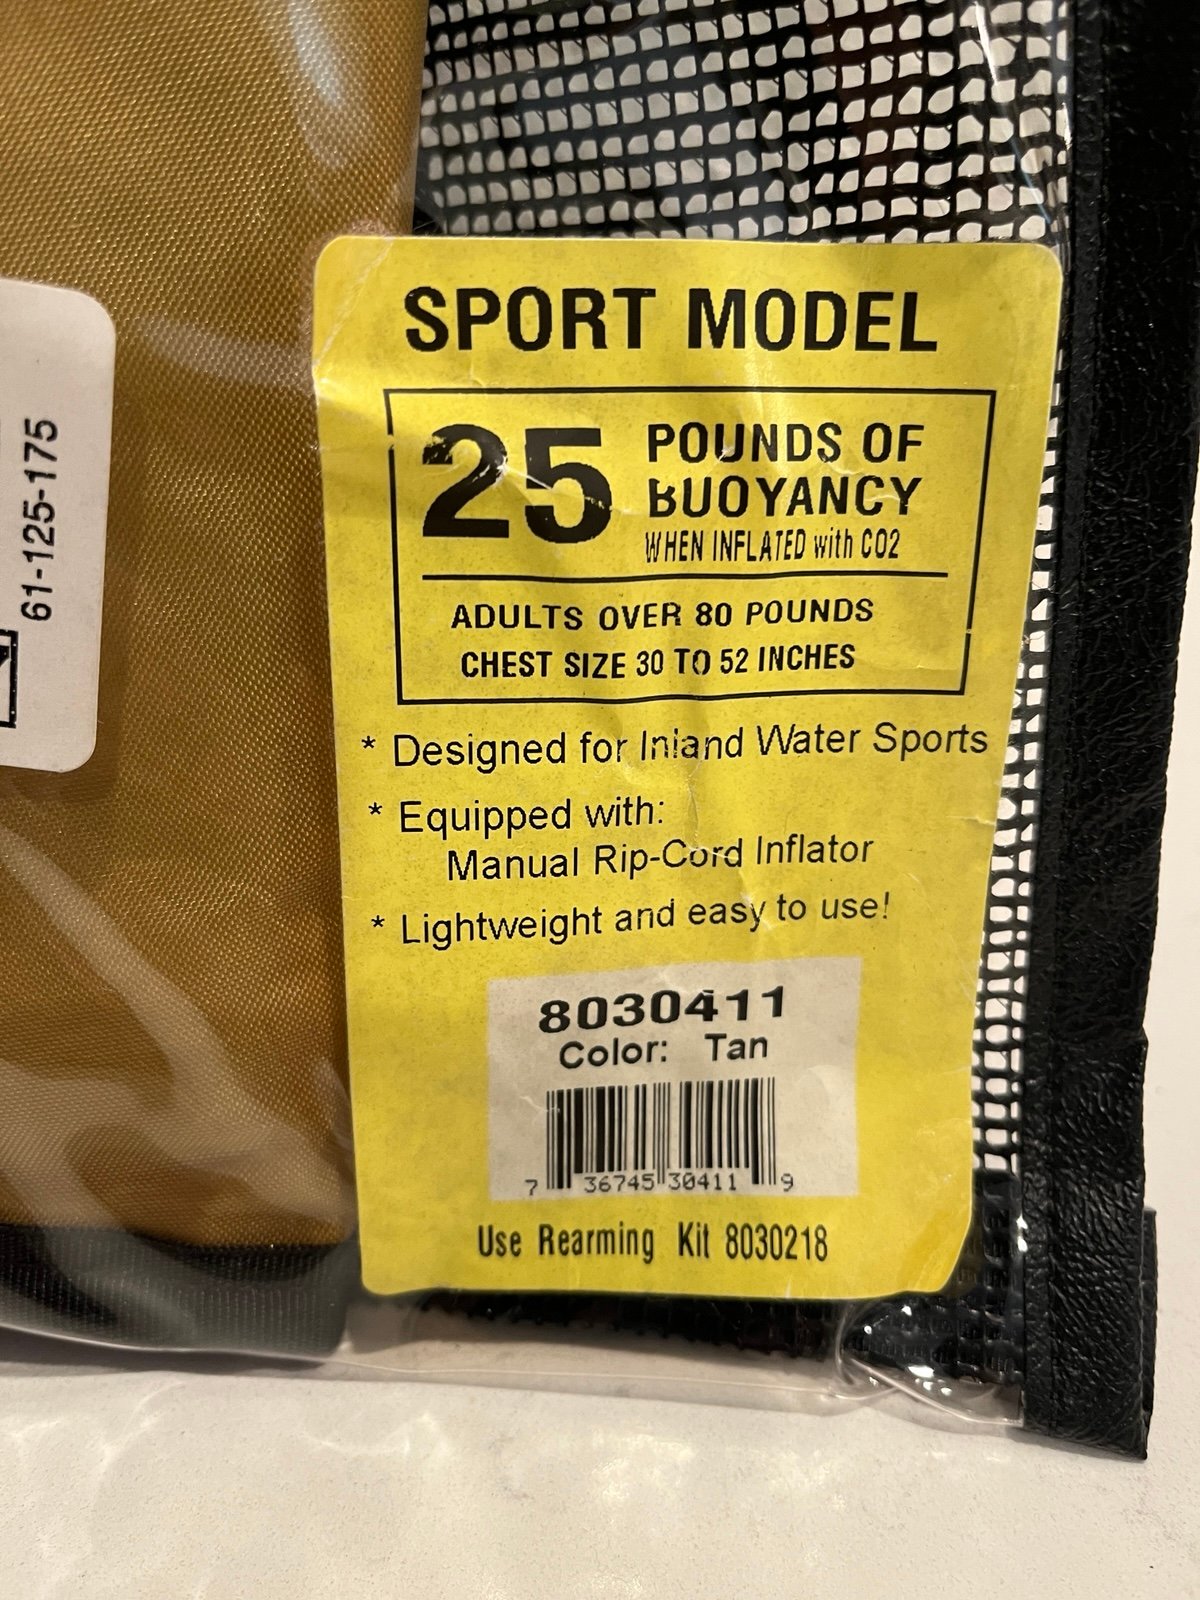 61-125-175
SPORT MODEL
25
POUNDS OF
BUOYANCY
WHEN INFLATED with CO2
ADULTS OVER 80 POUNDS
CHEST SIZE 30 TO 52 INCHES
* Designed for Inland Water Sports
* Equipped with:
Manual Rip-Cord Inflator
* Lightweight and easy to use!
8030411
Color: Tan
7 36745 30411 9
Use Rearming Kit 8030218